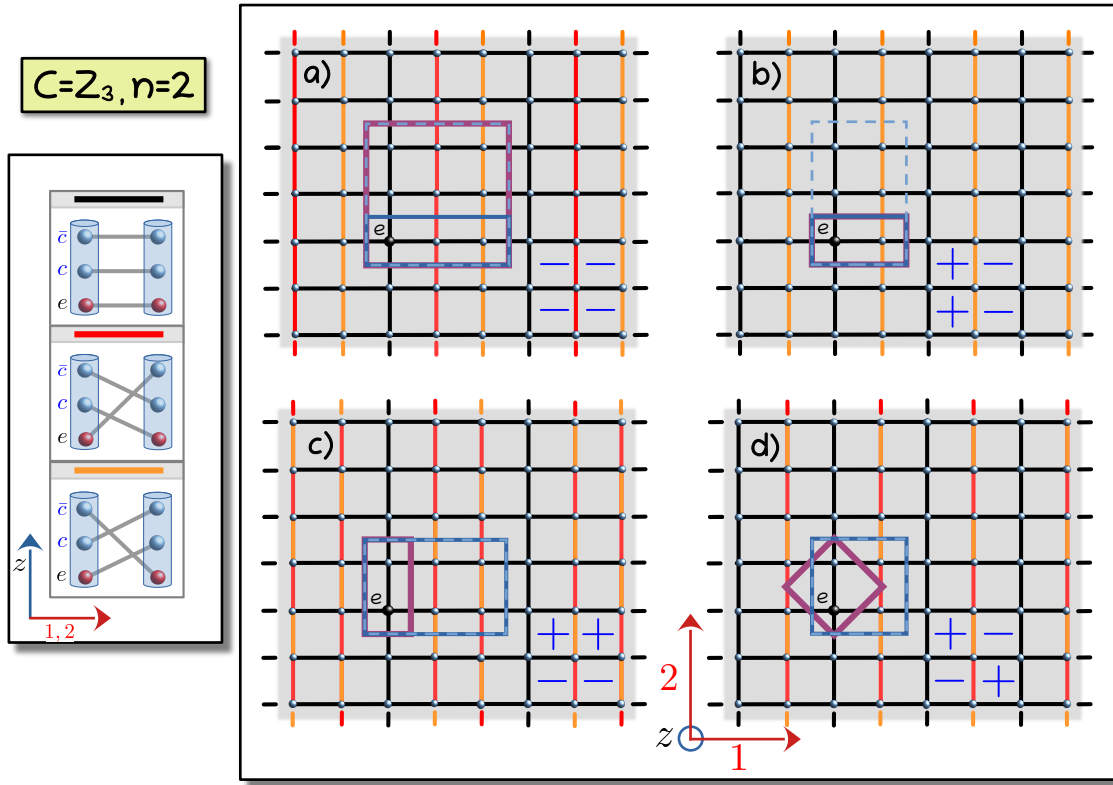 C=Z₃, n=2
a)
b)
e
e
− −
+ −
− −
+ −
c̄
c
e
c̄
c
e
c̄
c
e
z
1, 2
c)
d)
e
e
+ +
+ −
− −
− +
2
z
1